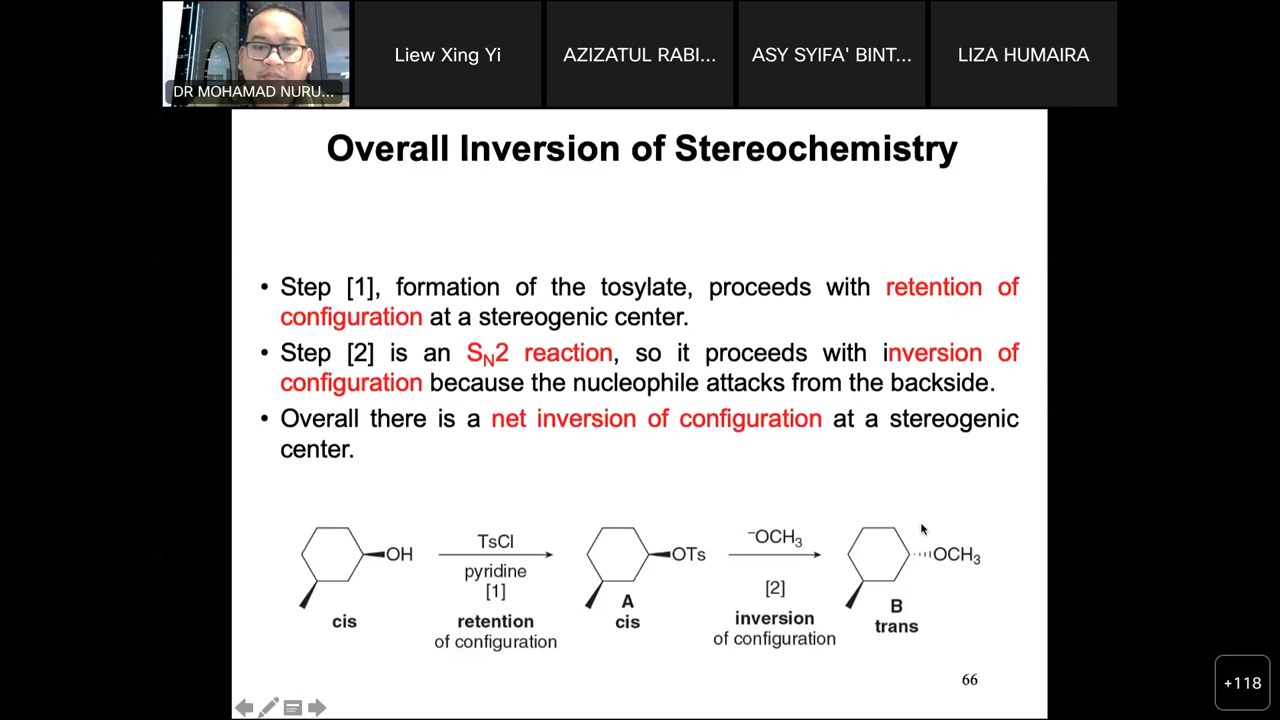 DR MOHAMAD NURU...
Liew Xing Yi
AZIZATUL RABI...
ASY SYIFA' BINT...
LIZA HUMAIRA
Overall Inversion of Stereochemistry
• Step [1], formation of the tosylate, proceeds with retention of
configuration at a stereogenic center.
• Step [2] is an SN2 reaction, so it proceeds with inversion of
configuration because the nucleophile attacks from the backside.
• Overall there is a net inversion of configuration at a stereogenic
center.
OH
cis
TsCl
pyridine
[1]
retention
of configuration
OTs
A
cis
⁻OCH3
[2]
inversion
of configuration
OCH3
B
trans
66
+118